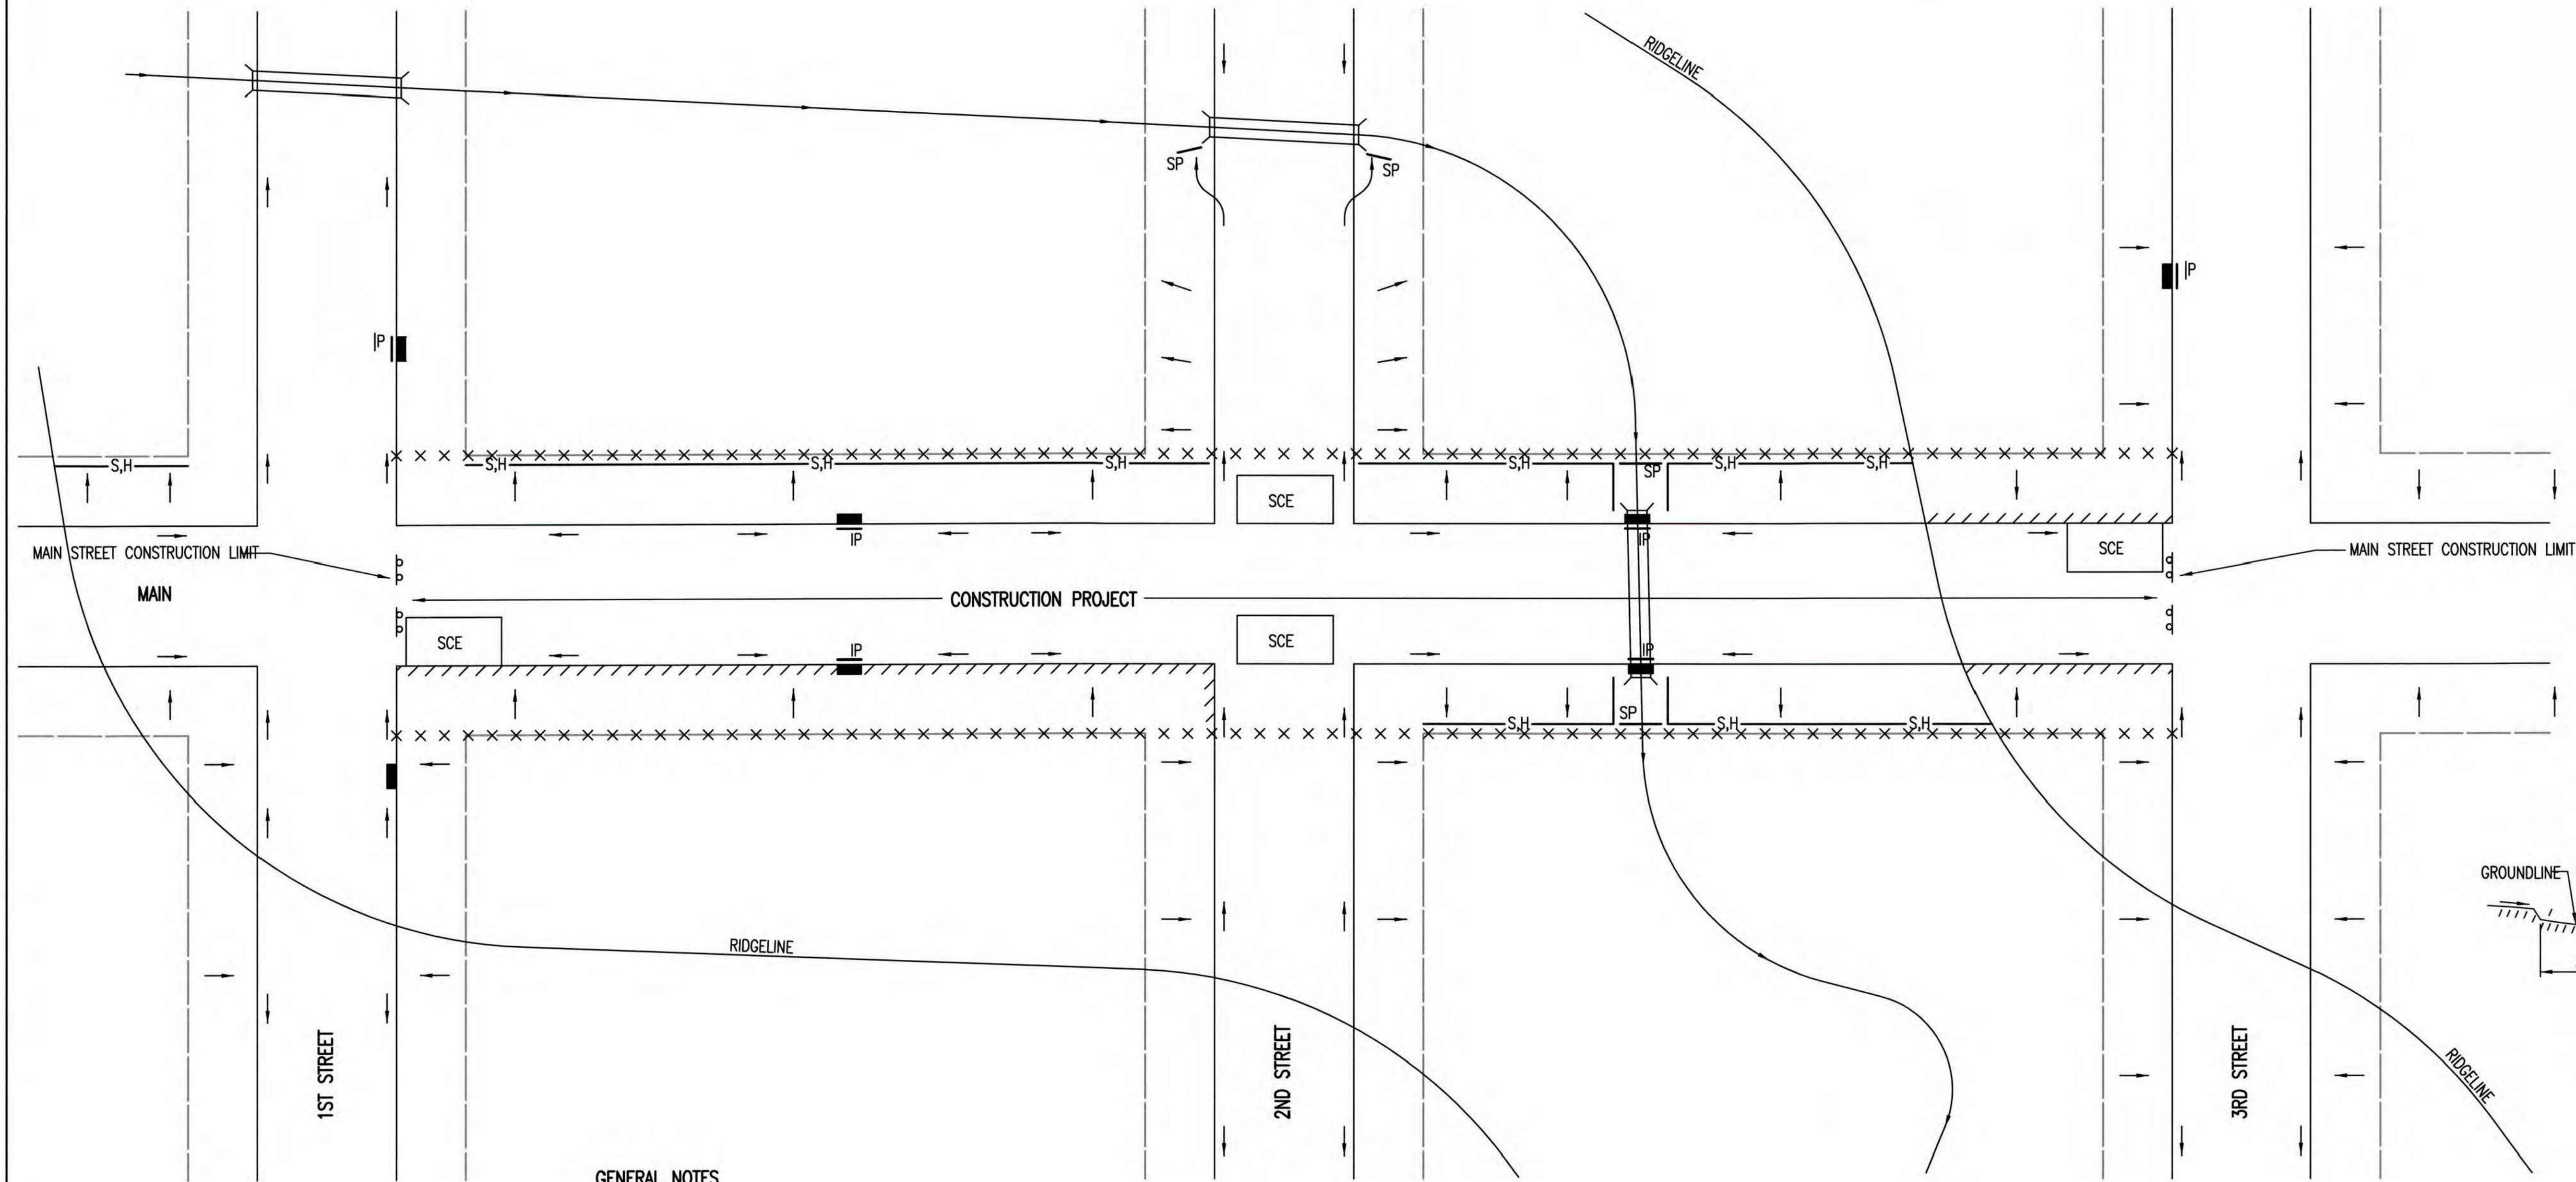 RIDGELINE
SP
SP
IP
IP
S,H
S,H
S,H
S,H
S,H
SP
S,H
S,H
SCE
IP
IP
SCE
MAIN STREET CONSTRUCTION LIMIT
MAIN STREET CONSTRUCTION LIMIT
MAIN
CONSTRUCTION PROJECT
SCE
IP
SCE
IP
SP
S,H
S,H
S,H
GROUNDLINE
RIDGELINE
1ST STREET
2ND STREET
3RD STREET
RIDGELINE
GENERAL NOTES